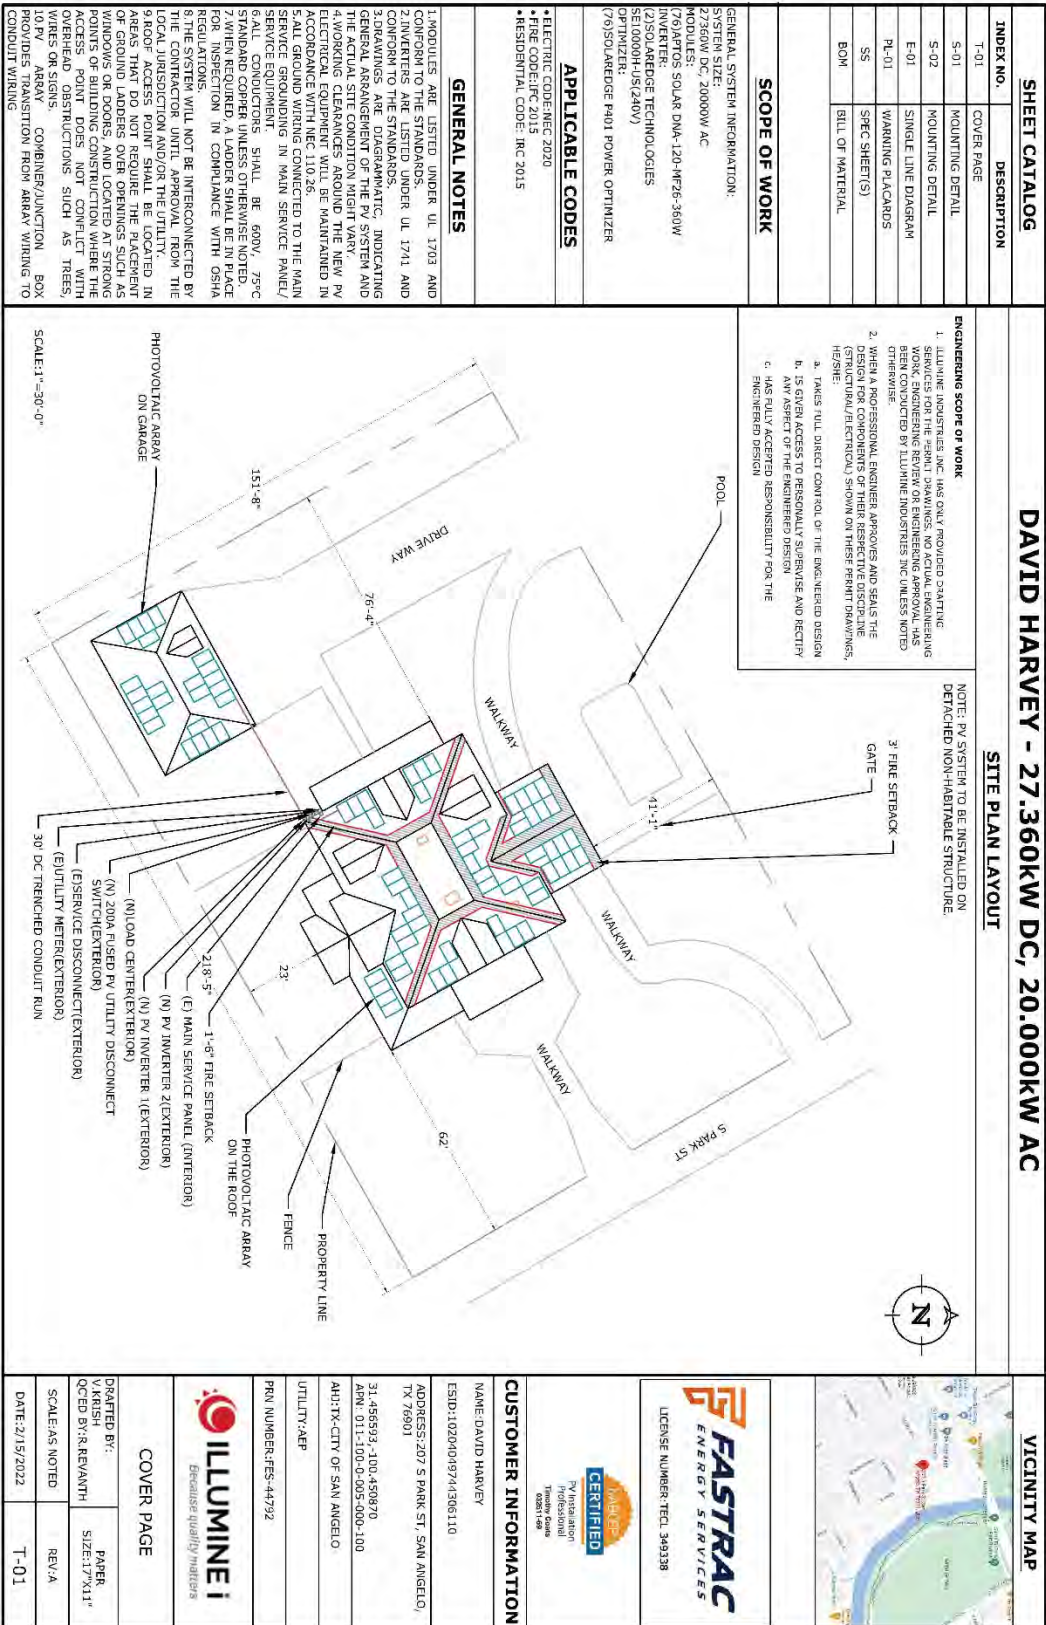 DAVID HARVEY - 27.360kW DC, 20.000kW AC
SHEET CATALOG
INDEX NO. DESCRIPTION
T-01 COVER PAGE
S-01 MOUNTING DETAIL
S-02 MOUNTING DETAIL
E-01 SINGLE LINE DIAGRAM
PL-01 WARNING PLACARDS
SS SPEC SHEET(S)
BOM BILL OF MATERIAL
SCOPE OF WORK
GENERAL SYSTEM INFORMATION:
SYSTEM SIZE:
27360W DC, 20000W AC
MODULES:
(76)APTOS SOLAR DNA-120-MF26-360W
INVERTER:
(2)SOLAREDGE TECHNOLOGIES
SE10000H-US(240V)
OPTIMIZER:
(76)SOLAREDGE P401 POWER OPTIMIZER
APPLICABLE CODES
• ELECTRIC CODE:NEC 2020
• FIRE CODE:IFC 2015
• RESIDENTIAL CODE: IRC 2015
GENERAL NOTES
1.MODULES ARE LISTED UNDER UL 1703 AND
CONFORM TO THE STANDARDS.
2.INVERTERS ARE LISTED UNDER UL 1741 AND
CONFORM TO THE STANDARDS.
3.DRAWINGS ARE DIAGRAMMATIC, INDICATING
GENERAL ARRANGEMENT OF THE PV SYSTEM AND
THE ACTUAL SITE CONDITION MIGHT VARY.
4.WORKING CLEARANCES AROUND THE NEW PV
ELECTRICAL EQUIPMENT WILL BE MAINTAINED IN
ACCORDANCE WITH NEC 110.26.
5.ALL GROUND WIRING CONNECTED TO THE MAIN
SERVICE GROUNDING IN MAIN SERVICE PANEL/
SERVICE EQUIPMENT.
6.ALL CONDUCTORS SHALL BE 600V, 75°C
STANDARD COPPER UNLESS OTHERWISE NOTED.
7.WHEN REQUIRED, A LADDER SHALL BE IN PLACE
FOR INSPECTION IN COMPLIANCE WITH OSHA
REGULATIONS.
8.THE SYSTEM WILL NOT BE INTERCONNECTED BY
THE CONTRACTOR UNTIL APPROVAL FROM THE
LOCAL JURISDICTION AND/OR THE UTILITY.
9.ROOF ACCESS POINT SHALL BE LOCATED IN
AREAS THAT DO NOT REQUIRE THE PLACEMENT
OF GROUND LADDERS OVER OPENINGS SUCH AS
WINDOWS OR DOORS, AND LOCATED AT STRONG
POINTS OF BUILDING CONSTRUCTION WHERE THE
ACCESS POINT DOES NOT CONFLICT WITH
OVERHEAD OBSTRUCTIONS SUCH AS TREES,
WIRES OR SIGNS.
10.PV ARRAY COMBINER/JUNCTION BOX
PROVIDES TRANSITION FROM ARRAY WIRING TO
CONDUIT WIRING
ENGINEERING SCOPE OF WORK
1. ILLUMINE INDUSTRIES INC. HAS ONLY PROVIDED DRAFTING
SERVICES FOR THE PERMIT DRAWINGS. NO ACTUAL ENGINEERING
WORK, ENGINEERING REVIEW OR ENGINEERING APPROVAL HAS
BEEN CONDUCTED BY ILLUMINE INDUSTRIES INC UNLESS NOTED
OTHERWISE.
2. WHEN A PROFESSIONAL ENGINEER APPROVES AND SEALS THE
DESIGN FOR COMPONENTS OF THEIR RESPECTIVE DISCIPLINE
(STRUCTURAL/ELECTRICAL) SHOWN ON THESE PERMIT DRAWINGS,
HE/SHE:
a. TAKES FULL DIRECT CONTROL OF THE ENGINEERED DESIGN
b. IS GIVEN ACCESS TO PERSONALLY SUPERVISE AND RECTIFY
ANY ASPECT OF THE ENGINEERED DESIGN
c. HAS FULLY ACCEPTED RESPONSIBILITY FOR THE
ENGINEERED DESIGN
SITE PLAN LAYOUT
NOTE: PV SYSTEM TO BE INSTALLED ON
DETACHED NON-HABITABLE STRUCTURE.
3' FIRE SETBACK
GATE
POOL
41'-1"
WALKWAY
WALKWAY
WALKWAY
DRIVE WAY
S PARK ST
151'-8"
76'-4"
218'-5"
23'
62'
PHOTOVOLTAIC ARRAY
ON GARAGE
SCALE:1"=30'-0"
1'-6" FIRE SETBACK
(E) MAIN SERVICE PANEL (INTERIOR)
(N) PV INVERTER 2(EXTERIOR)
(N) PV INVERTER 1(EXTERIOR)
(N)LOAD CENTER(EXTERIOR)
(N) 200A FUSED PV UTILITY DISCONNECT
SWITCH(EXTERIOR)
(E)SERVICE DISCONNECT(EXTERIOR)
(E)UTILITY METER(EXTERIOR)
30' DC TRENCHED CONDUIT RUN
PHOTOVOLTAIC ARRAY
ON THE ROOF
FENCE
PROPERTY LINE
N
VICINITY MAP
FASTRAC
ENERGY SERVICES
LICENSE NUMBER: TECL 349338
NABCEP
CERTIFIED
PV Installation
Professional
CUSTOMER INFORMATION
NAME:DAVID HARVEY
ESID:10204049744306110
ADDRESS:207 S PARK ST, SAN ANGELO,
TX 76901
31.456593,-100.450870
APN: 011-100-0-005-000-100
AHJ:TX-CITY OF SAN ANGELO
UTILITY:AEP
PRN NUMBER:FES-44792
ILLUMINE i
Because quality matters
COVER PAGE
DRAFTED BY:
V.KRISH
QC'ED BY:R.REVANTH
PAPER
SIZE:17"X11"
SCALE:AS NOTED
REV:A
DATE:2/15/2022
T-01